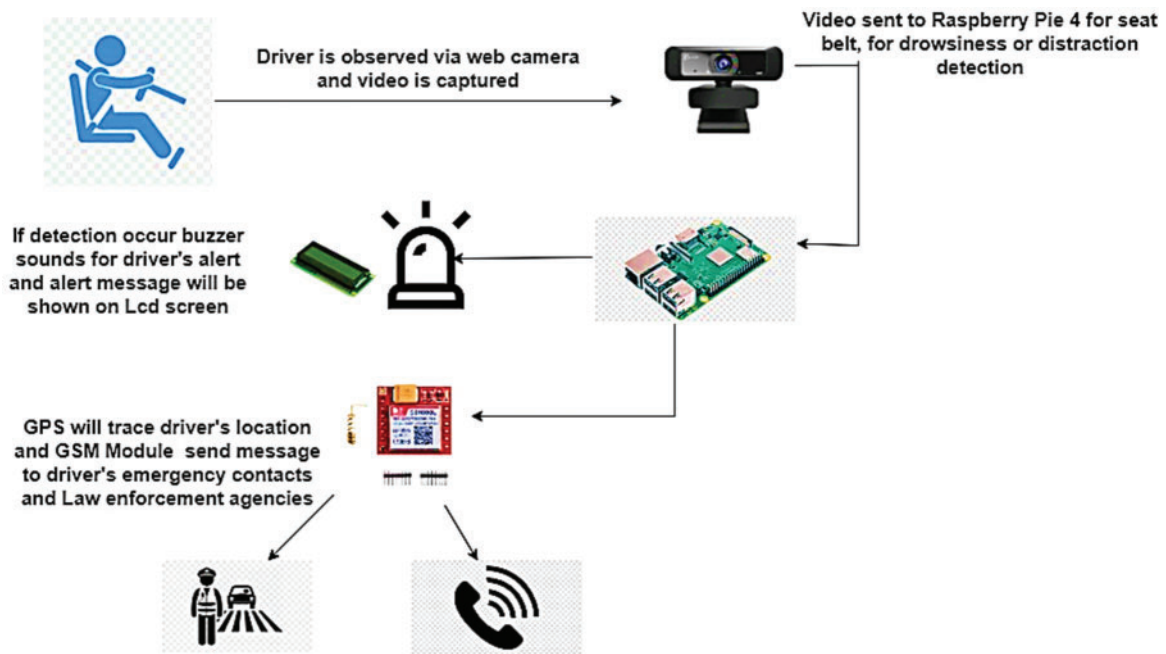 Driver is observed via web camera
and video is captured
Video sent to Raspberry Pie 4 for seat
belt, for drowsiness or distraction
detection
If detection occur buzzer
sounds for driver's alert
and alert message will be
shown on Lcd screen
GPS will trace driver's location
and GSM Module send message
to driver's emergency contacts
and Law enforcement agencies